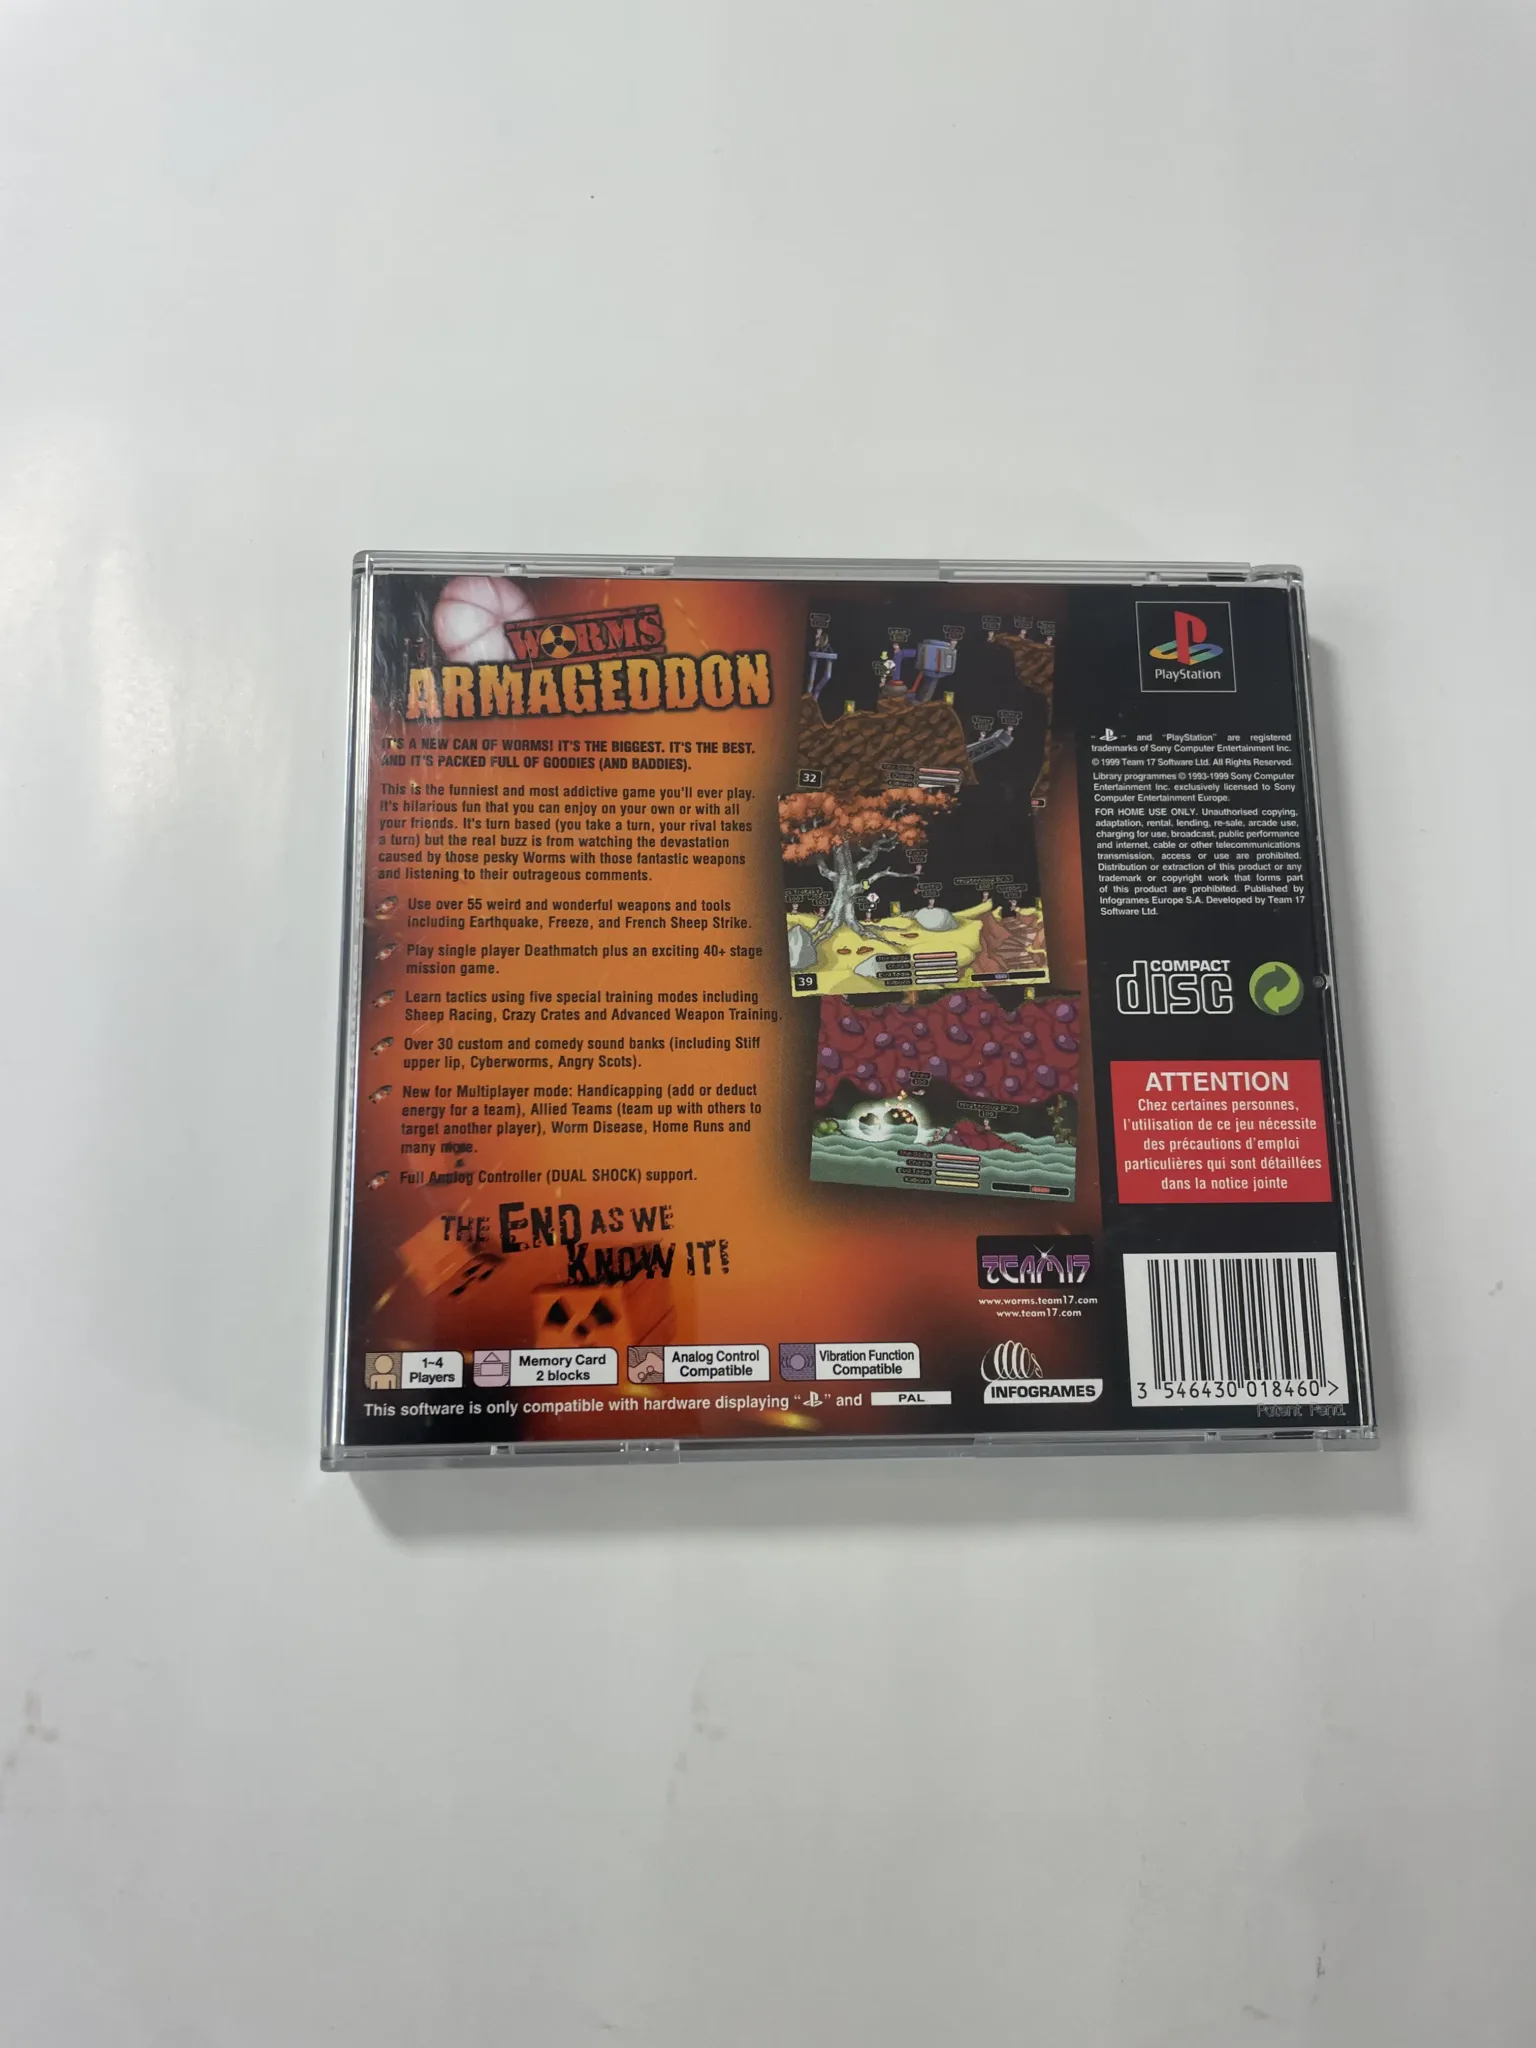 WORMS
ARMAGEDDON
IT'S A NEW CAN OF WORMS! IT'S THE BIGGEST. IT'S THE BEST.
AND IT'S PACKED FULL OF GOODIES (AND BADDIES).
This is the funniest and most addictive game you'll ever play.
It's hilarious fun that you can enjoy on your own or with all
your friends. It's turn based (you take a turn, your rival takes
a turn) but the real buzz is from watching the devastation
caused by those pesky Worms with those fantastic weapons
and listening to their outrageous comments.
Use over 55 weird and wonderful weapons and tools
including Earthquake, Freeze, and French Sheep Strike.
Play single player Deathmatch plus an exciting 40+ stage
mission game.
Learn tactics using five special training modes including
Sheep Racing, Crazy Crates and Advanced Weapon Training.
Over 30 custom and comedy sound banks (including Stiff
upper lip, Cyberworms, Angry Scots).
New for Multiplayer mode: Handicapping (add or deduct
energy for a team), Allied Teams (team up with others to
target another player), Worm Disease, Home Runs and
many more.
Full Analog Controller (DUAL SHOCK) support.
THE END AS WE
KNOW IT!
32
39
1~4
Players
Memory Card
2 blocks
Analog Control
Compatible
Vibration Function
Compatible
This software is only compatible with hardware displaying " " and PAL
TEAM17
www.worms.team17.com
www.team17.com
INFOGRAMES
PlayStation
" " and "PlayStation" are registered
trademarks of Sony Computer Entertainment Inc.
© 1999 Team 17 Software Ltd. All Rights Reserved.
Library programmes © 1993-1999 Sony Computer
Entertainment Inc. exclusively licensed to Sony
Computer Entertainment Europe.
FOR HOME USE ONLY. Unauthorised copying,
adaptation, rental, lending, re-sale, arcade use,
charging for use, broadcast, public performance
and internet, cable or other telecommunications
transmission, access or use are prohibited.
Distribution or extraction of this product or any
trademark or copyright work that forms part
of this product are prohibited. Published by
Infogrames Europe S.A. Developed by Team 17
Software Ltd.
COMPACT
disc
ATTENTION
Chez certaines personnes,
l'utilisation de ce jeu nécessite
des précautions d'emploi
particulières qui sont détaillées
dans la notice jointe
3 546430 018460 >
Patent Pend.